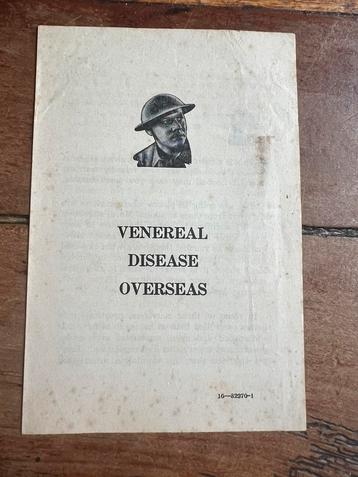 VENEREAL
DISEASE
OVERSEAS
16—32270-1